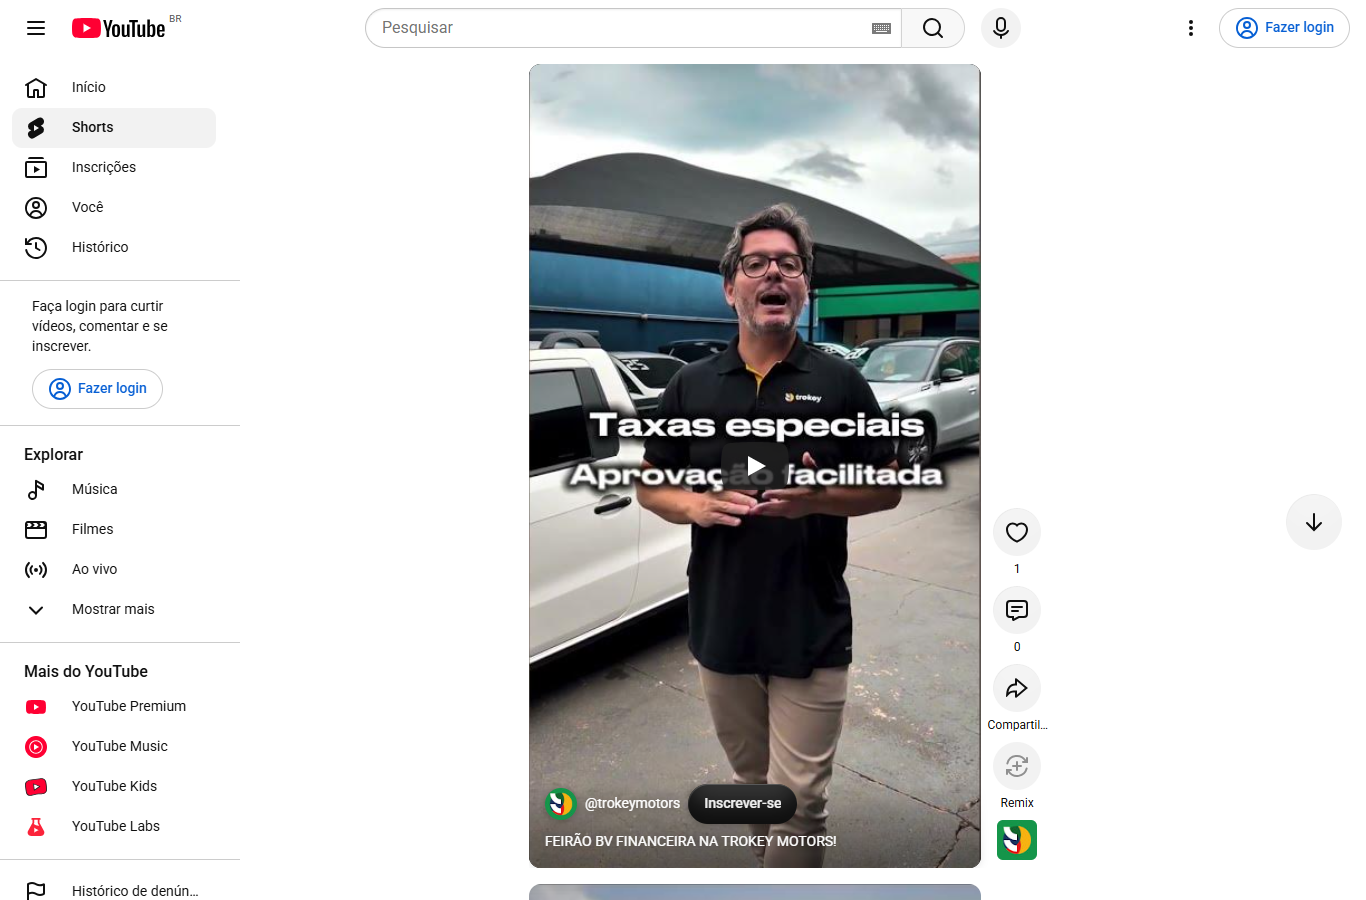 YouTube BR
Pesquisar
Fazer login
Início
Shorts
Inscrições
Você
Histórico
Faça login para curtir
vídeos, comentar e se
inscrever.
Fazer login
Explorar
Música
Filmes
Ao vivo
Mostrar mais
Mais do YouTube
YouTube Premium
YouTube Music
YouTube Kids
YouTube Labs
Histórico de denún...
trokey
Taxas especiais
Aprovação facilitada
@trokeymotors
Inscrever-se
FEIRÃO BV FINANCEIRA NA TROKEY MOTORS!
1
0
Compartil...
Remix